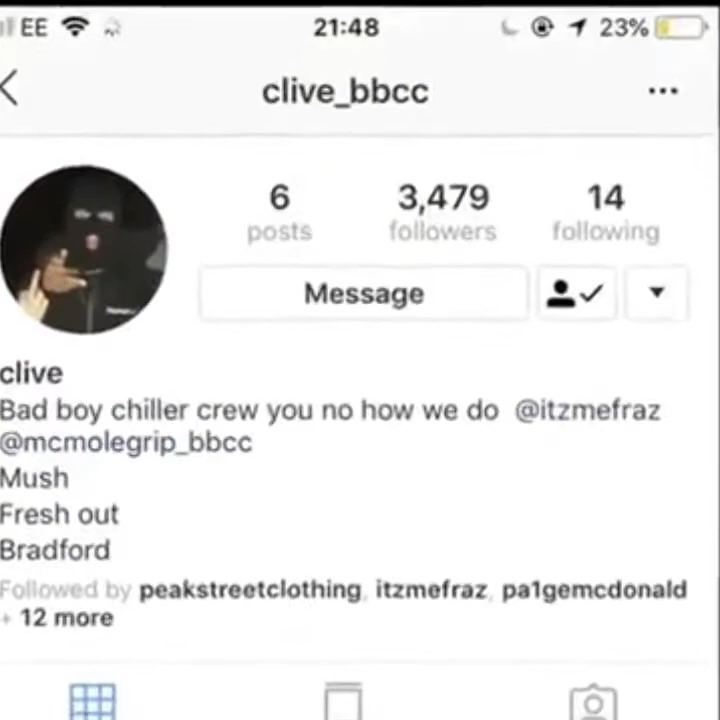 EE 21:48 23%
clive_bbcc
6 3,479 14
posts followers following
Message
clive
Bad boy chiller crew you no how we do @itzmefraz
@mcmolegrip_bbcc
Mush
Fresh out
Bradford
Followed by peakstreetclothing, itzmefraz, pa1gemcdonald
+ 12 more